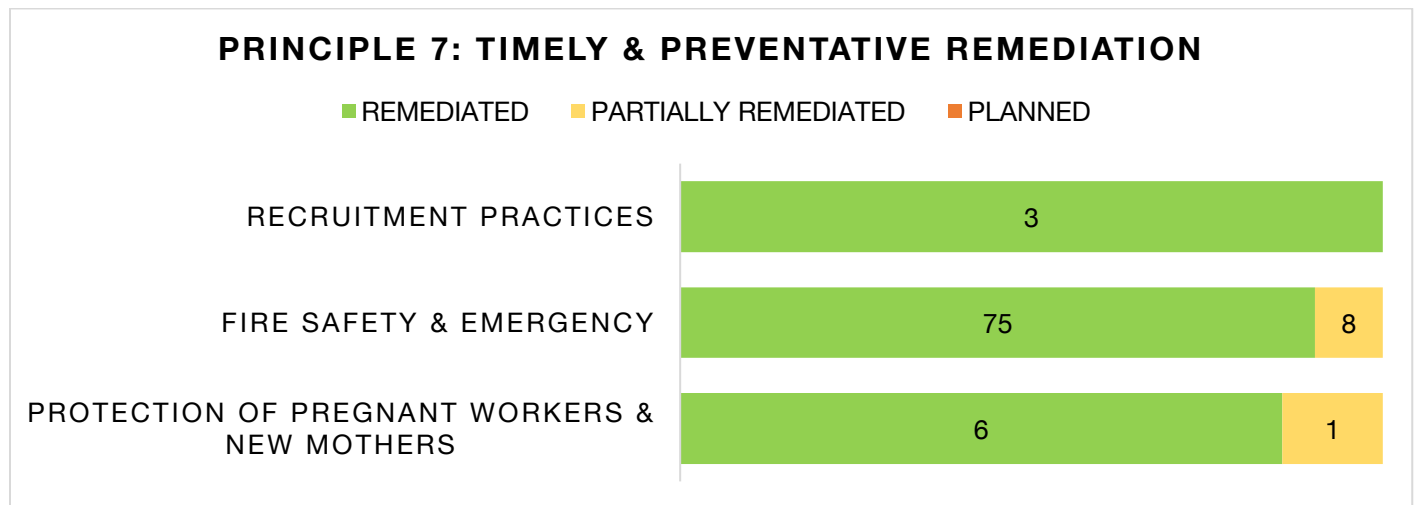 PRINCIPLE 7: TIMELY & PREVENTATIVE REMEDIATION
REMEDIATED PARTIALLY REMEDIATED PLANNED
RECRUITMENT PRACTICES 3
FIRE SAFETY & EMERGENCY 75 8
PROTECTION OF PREGNANT WORKERS &
NEW MOTHERS 6 1